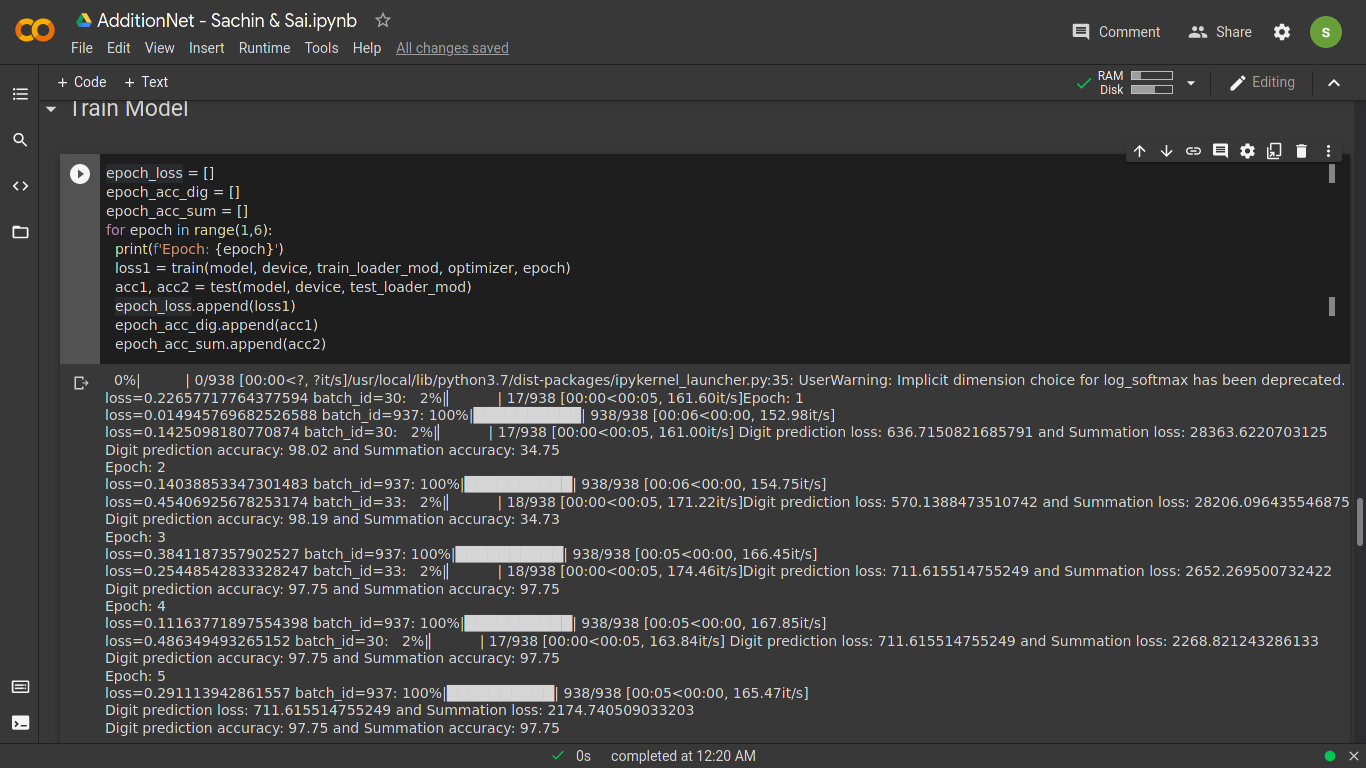 AdditionNet - Sachin & Sai.ipynb
File Edit View Insert Runtime Tools Help All changes saved
Comment Share S
+ Code + Text
RAM
Disk
Editing
Train Model
epoch_loss = []
epoch_acc_dig = []
epoch_acc_sum = []
for epoch in range(1,6):
  print(f'Epoch: {epoch}')
  loss1 = train(model, device, train_loader_mod, optimizer, epoch)
  acc1, acc2 = test(model, device, test_loader_mod)
  epoch_loss.append(loss1)
  epoch_acc_dig.append(acc1)
  epoch_acc_sum.append(acc2)
0%| | 0/938 [00:00<?, ?it/s]/usr/local/lib/python3.7/dist-packages/ipykernel_launcher.py:35: UserWarning: Implicit dimension choice for log_softmax has been deprecated.
loss=0.22657717764377594 batch_id=30: 2%|| | 17/938 [00:00<00:05, 161.60it/s]Epoch: 1
loss=0.014945769682526588 batch_id=937: 100%|██████████| 938/938 [00:06<00:00, 152.98it/s]
loss=0.1425098180770874 batch_id=30: 2%|| | 17/938 [00:00<00:05, 161.00it/s] Digit prediction loss: 636.7150821685791 and Summation loss: 28363.6220703125
Digit prediction accuracy: 98.02 and Summation accuracy: 34.75
Epoch: 2
loss=0.14038853347301483 batch_id=937: 100%|██████████| 938/938 [00:06<00:00, 154.75it/s]
loss=0.45406925678253174 batch_id=33: 2%|| | 18/938 [00:00<00:05, 171.22it/s]Digit prediction loss: 570.1388473510742 and Summation loss: 28206.096435546875
Digit prediction accuracy: 98.19 and Summation accuracy: 34.73
Epoch: 3
loss=0.3841187357902527 batch_id=937: 100%|██████████| 938/938 [00:05<00:00, 166.45it/s]
loss=0.25448542833328247 batch_id=33: 2%|| | 18/938 [00:00<00:05, 174.46it/s]Digit prediction loss: 711.615514755249 and Summation loss: 2652.269500732422
Digit prediction accuracy: 97.75 and Summation accuracy: 97.75
Epoch: 4
loss=0.11163771897554398 batch_id=937: 100%|██████████| 938/938 [00:05<00:00, 167.85it/s]
loss=0.486349493265152 batch_id=30: 2%|| | 17/938 [00:00<00:05, 163.84it/s] Digit prediction loss: 711.615514755249 and Summation loss: 2268.821243286133
Digit prediction accuracy: 97.75 and Summation accuracy: 97.75
Epoch: 5
loss=0.291113942861557 batch_id=937: 100%|██████████| 938/938 [00:05<00:00, 165.47it/s]
Digit prediction loss: 711.615514755249 and Summation loss: 2174.740509033203
Digit prediction accuracy: 97.75 and Summation accuracy: 97.75
0s completed at 12:20 AM